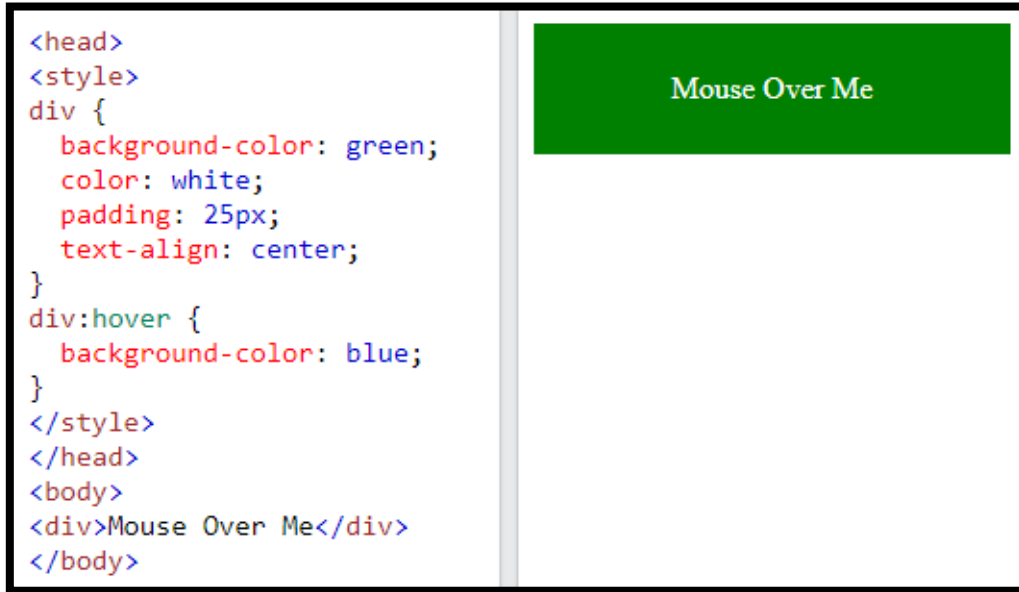 <head>
<style>
div {
  background-color: green;
  color: white;
  padding: 25px;
  text-align: center;
}
div:hover {
  background-color: blue;
}
</style>
</head>
<body>
<div>Mouse Over Me</div>
</body>
Mouse Over Me